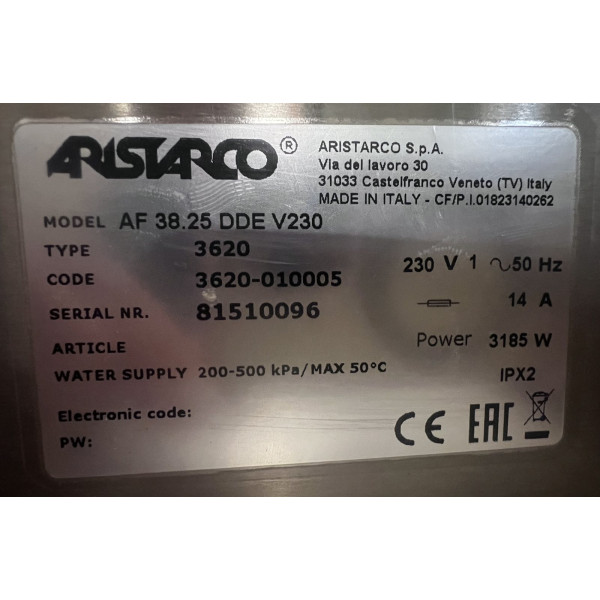 ARISTARCO ®
ARISTARCO S.p.A.
Via del lavoro 30
31033 Castelfranco Veneto (TV) Italy
MADE IN ITALY - CF/P.I.01823140262
MODEL AF 38.25 DDE V230
TYPE 3620
CODE 3620-010005
230 V 1 ~50 Hz
SERIAL NR. 81510096
14 A
ARTICLE
Power 3185 W
WATER SUPPLY 200-500 kPa/MAX 50°C
IPX2
Electronic code:
PW:
CE EAC